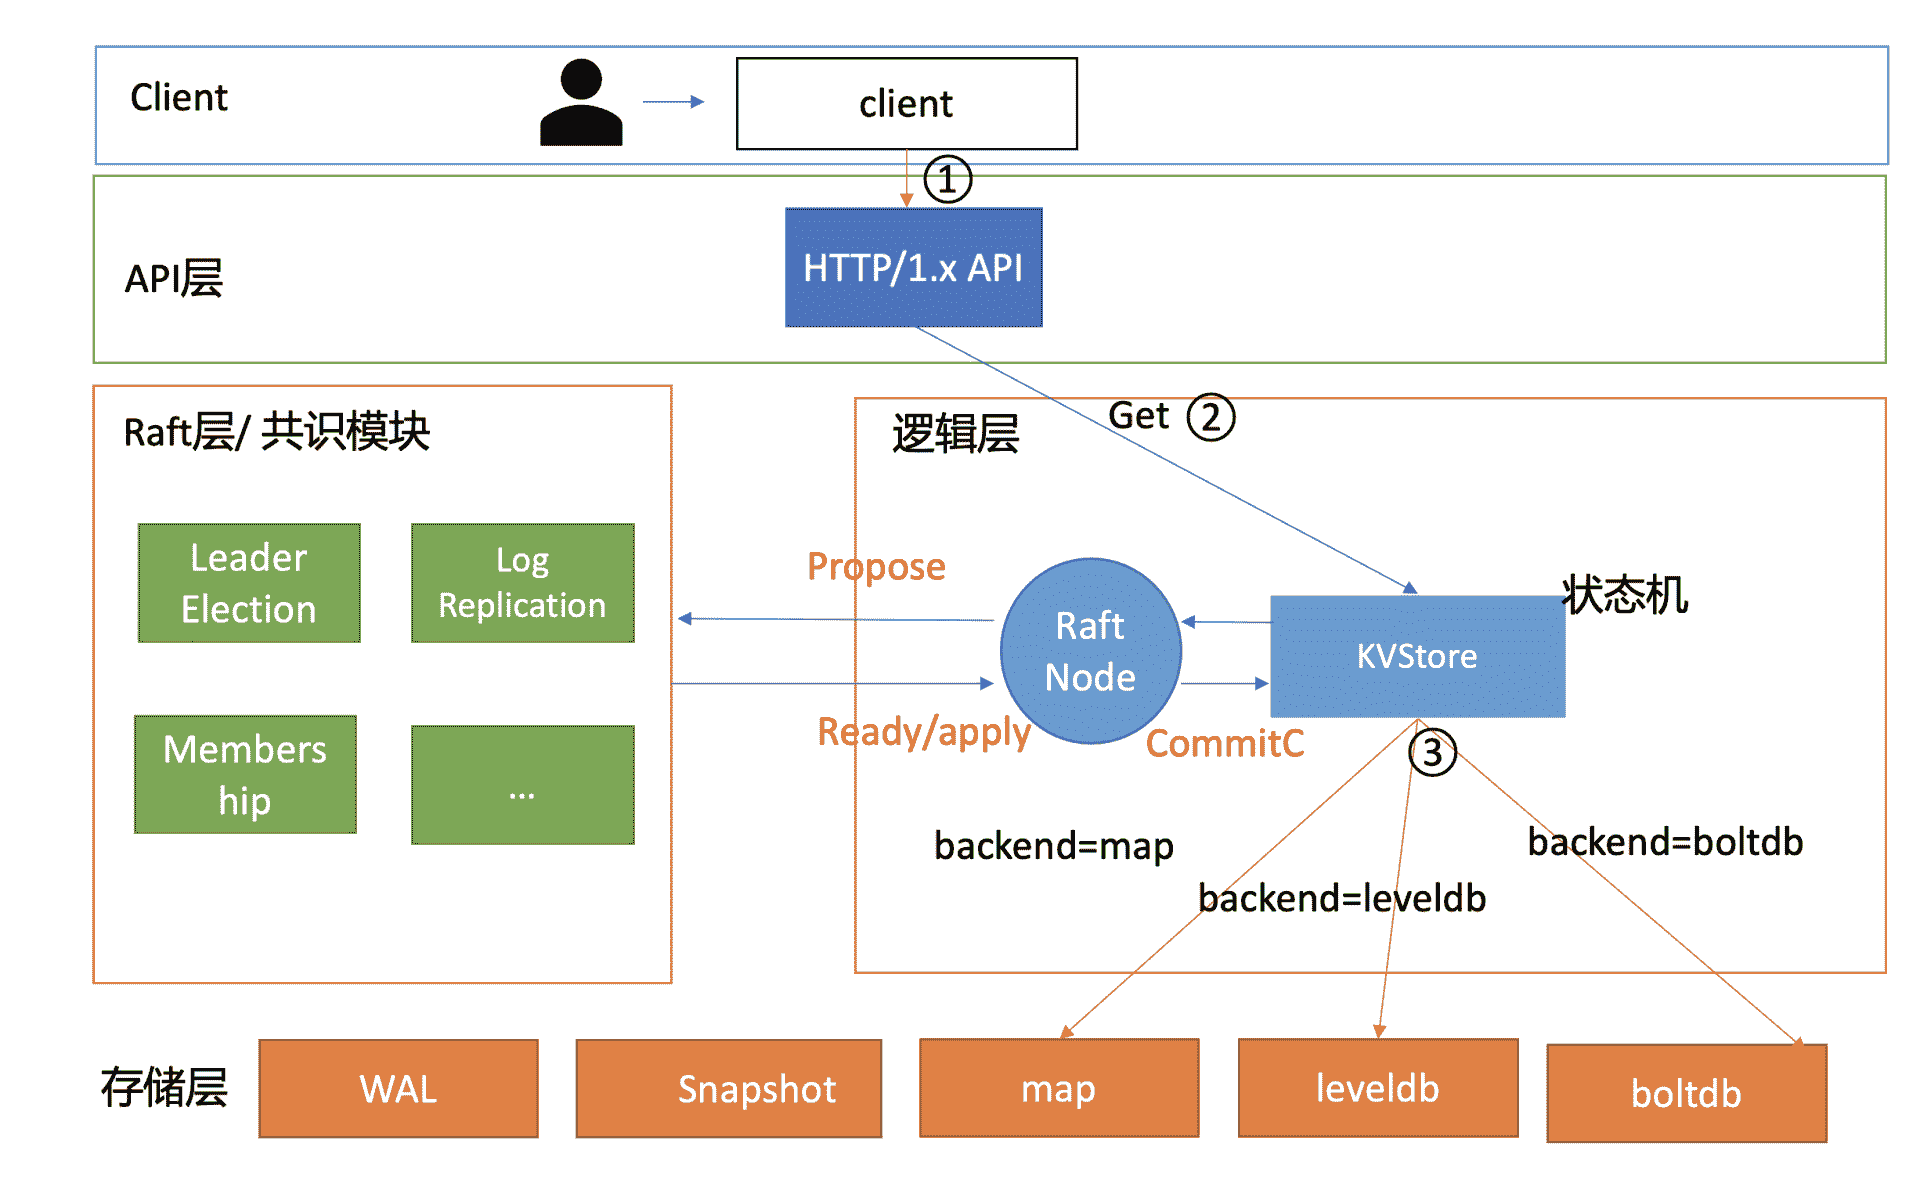 Client
client
①
API层
HTTP/1.x API
Raft层/ 共识模块
Get ②
逻辑层
Leader
Election
Log
Replication
Propose
状态机
Raft
Node
KVStore
Members
hip
...
Ready/apply
CommitC
③
backend=map
backend=leveldb
backend=boltdb
存储层
WAL
Snapshot
map
leveldb
boltdb